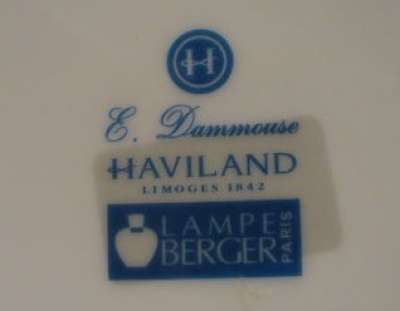 H
E. Dammouse
HAVILAND
LIMOGES 1842
LAMPE
BERGER
PARIS